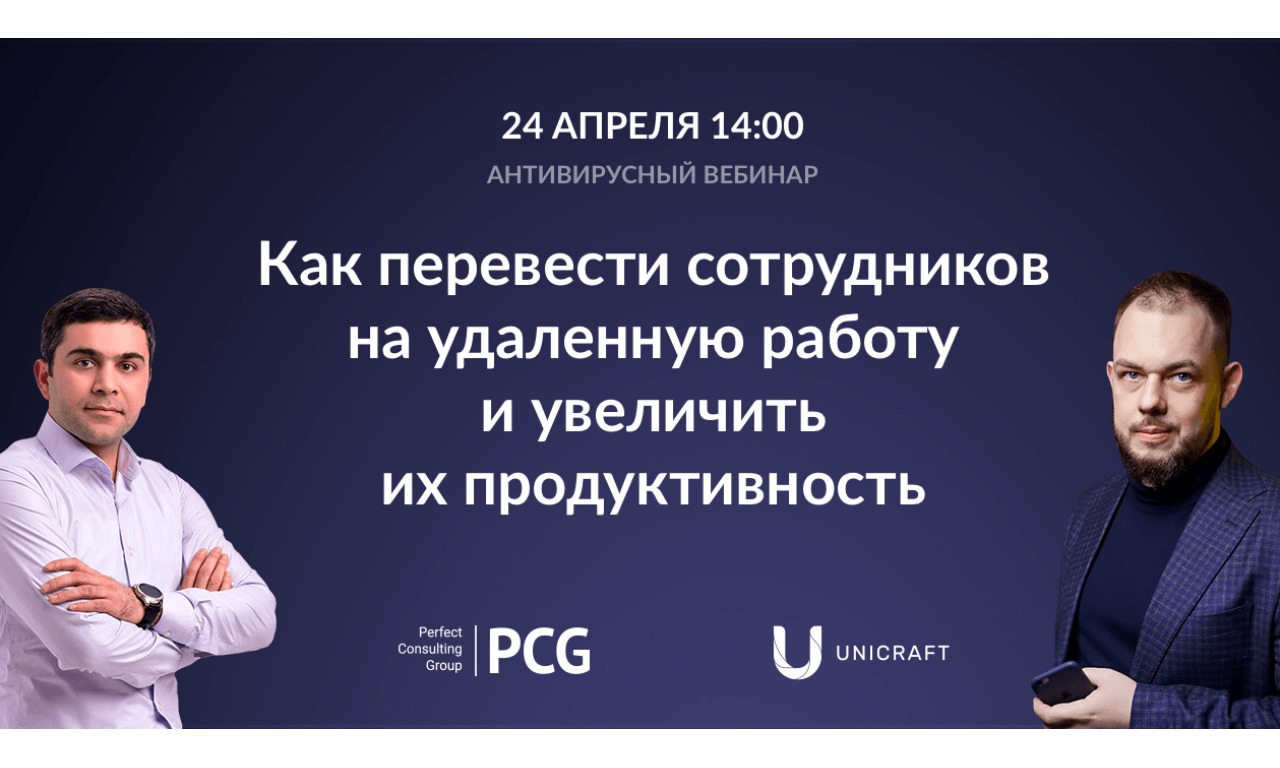 24 АПРЕЛЯ 14:00
АНТИВИРУСНЫЙ ВЕБИНАР
Как перевести сотрудников
на удаленную работу
и увеличить
их продуктивность
Perfect
Consulting
Group
PCG
UNICRAFT